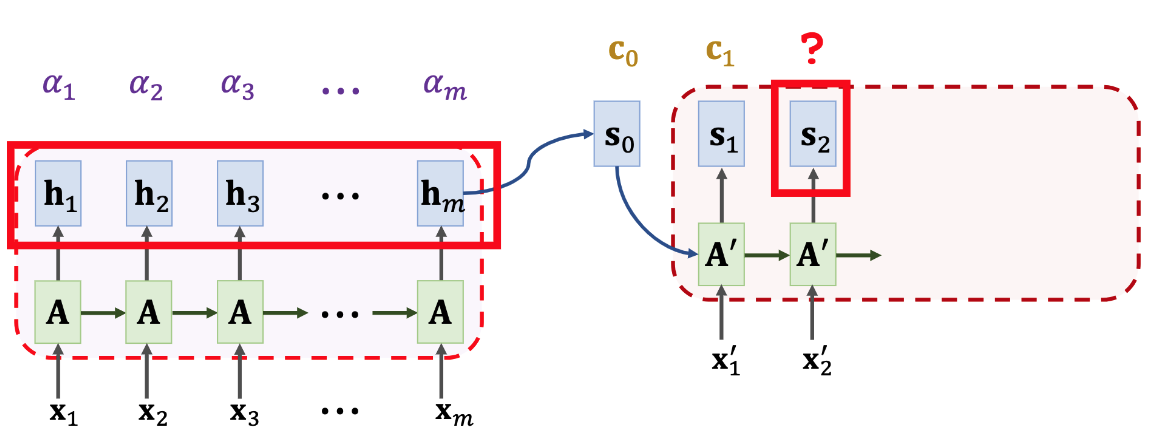 c₀ c₁ ?
α₁ α₂ α₃ ⋯ αₘ
s₀ s₁ s₂
h₁ h₂ h₃ ⋯ hₘ
A′ A′
A A A ⋯ A
x′₁ x′₂
x₁ x₂ x₃ ⋯ xₘ